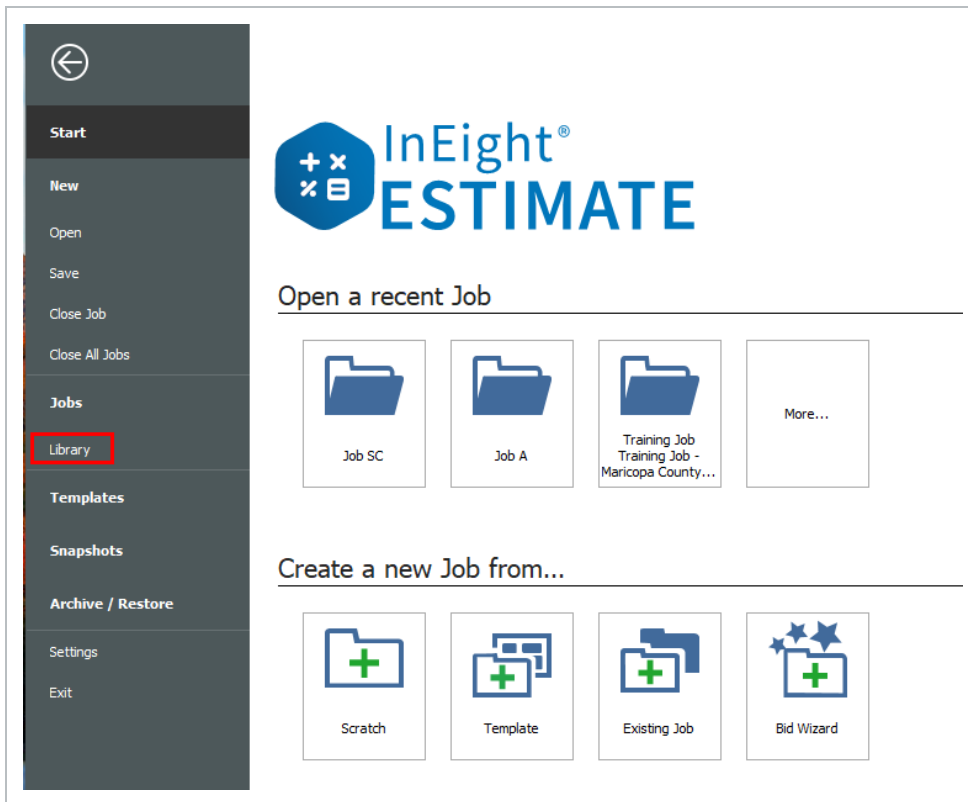 Start
New
Open
Save
Close Job
Close All Jobs
Jobs
Library
Templates
Snapshots
Archive / Restore
Settings
Exit
InEight®
ESTIMATE
Open a recent Job
Job SC
Job A
Training Job
Training Job -
Maricopa County...
More...
Create a new Job from...
Scratch
Template
Existing Job
Bid Wizard